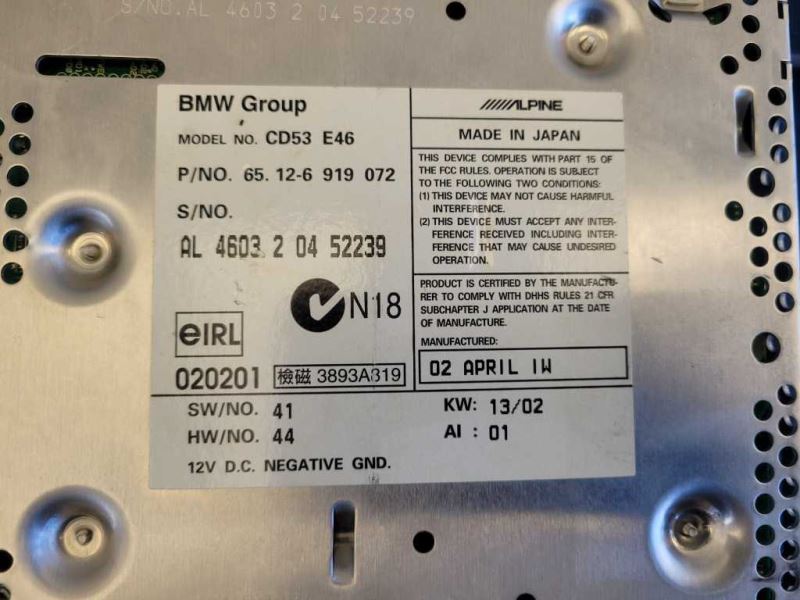 S/NO.AL 4603 2 04 52239
BMW Group
MODEL NO. CD53 E46
P/NO. 65. 12-6 919 072
S/NO.
AL 4603 2 04 52239
N18
eIRL
020201 檢磁 3893A819
SW/NO. 41
HW/NO. 44
12V D.C. NEGATIVE GND.
ALPINE
MADE IN JAPAN
THIS DEVICE COMPLIES WITH PART 15 OF
THE FCC RULES. OPERATION IS SUBJECT
TO THE FOLLOWING TWO CONDITIONS:
(1) THIS DEVICE MAY NOT CAUSE HARMFUL
INTERFERENCE.
(2) THIS DEVICE MUST ACCEPT ANY INTER-
FERENCE RECEIVED INCLUDING INTER-
FERENCE THAT MAY CAUSE UNDESIRED
OPERATION.
PRODUCT IS CERTIFIED BY THE MANUFACTU-
RER TO COMPLY WITH DHHS RULES 21 CFR
SUBCHAPTER J APPLICATION AT THE DATE
OF MANUFACTURE.
MANUFACTURED:
02 APRIL IW
KW: 13/02
AI : 01